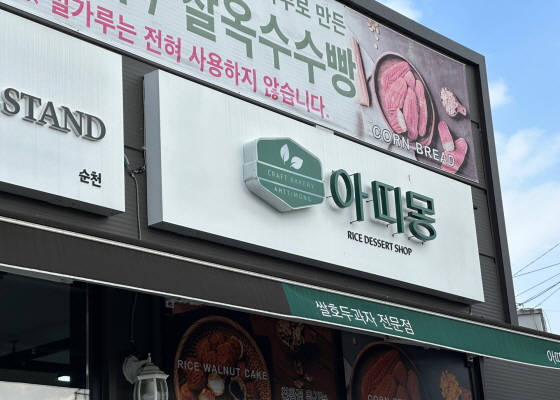 쌀옥수수빵
로 만든
밀가루는 전혀 사용하지 않습니다.
CORN BREAD
STAND
순천
CRAFT BAKERY
AHTTIMONG
아띠몽
RICE DESSERT SHOP
쌀호두과자 전문점
RICE WALNUT CAKE